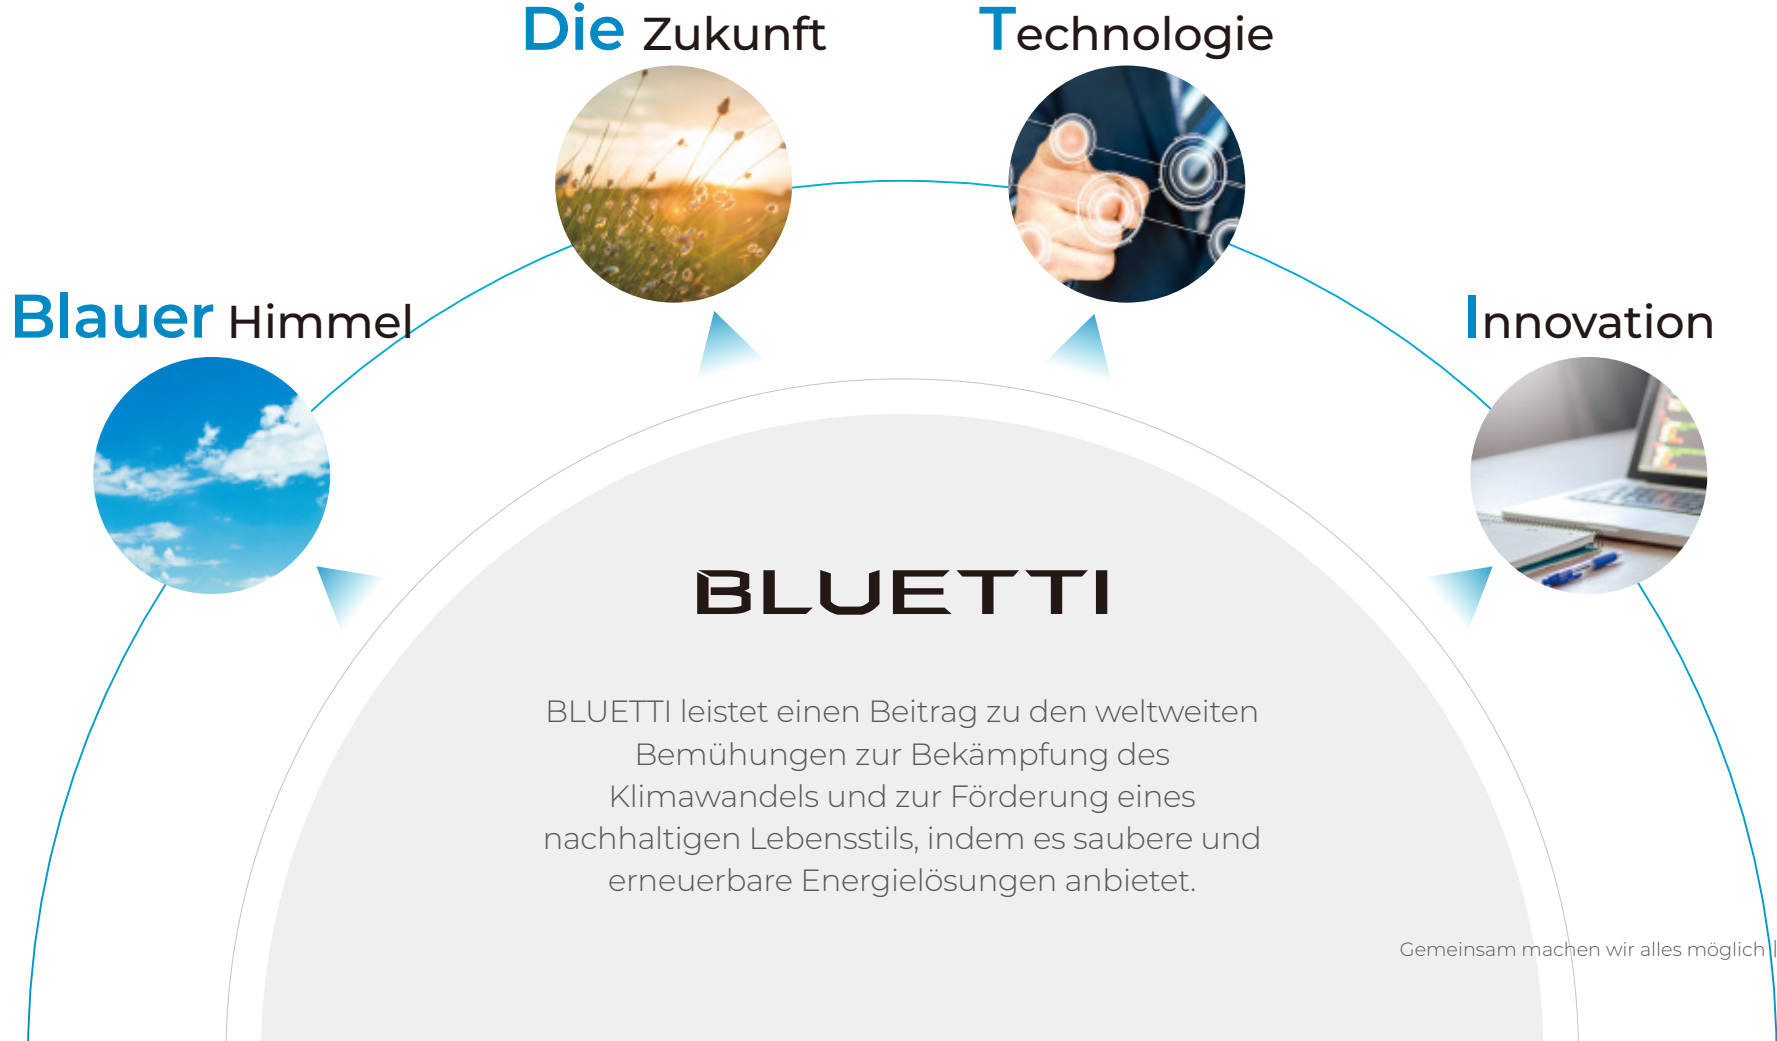 Die Zukunft
Technologie
Blauer Himmel
Innovation
BLUETTI
BLUETTI leistet einen Beitrag zu den weltweiten
Bemühungen zur Bekämpfung des
Klimawandels und zur Förderung eines
nachhaltigen Lebensstils, indem es saubere und
erneuerbare Energielösungen anbietet.
Gemeinsam machen wir alles möglich |